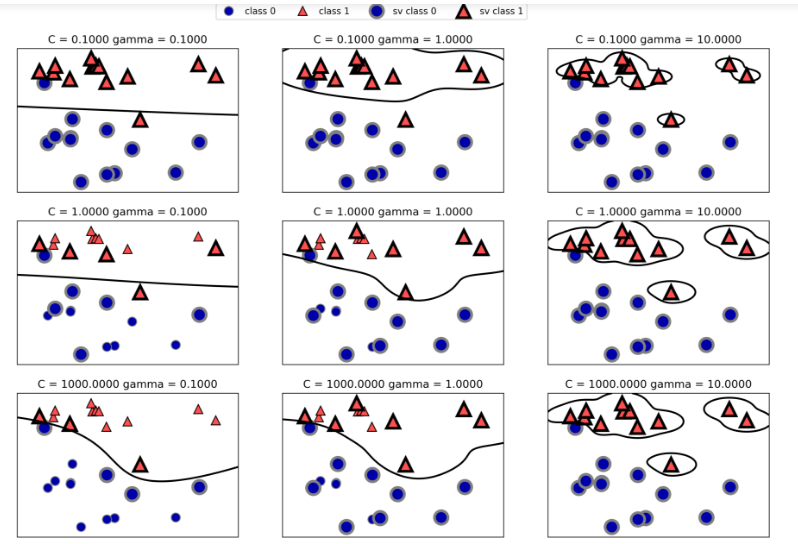 class 0 class 1 sv class 0 sv class 1
C = 0.1000 gamma = 0.1000 C = 0.1000 gamma = 1.0000 C = 0.1000 gamma = 10.0000
C = 1.0000 gamma = 0.1000 C = 1.0000 gamma = 1.0000 C = 1.0000 gamma = 10.0000
C = 1000.0000 gamma = 0.1000 C = 1000.0000 gamma = 1.0000 C = 1000.0000 gamma = 10.0000